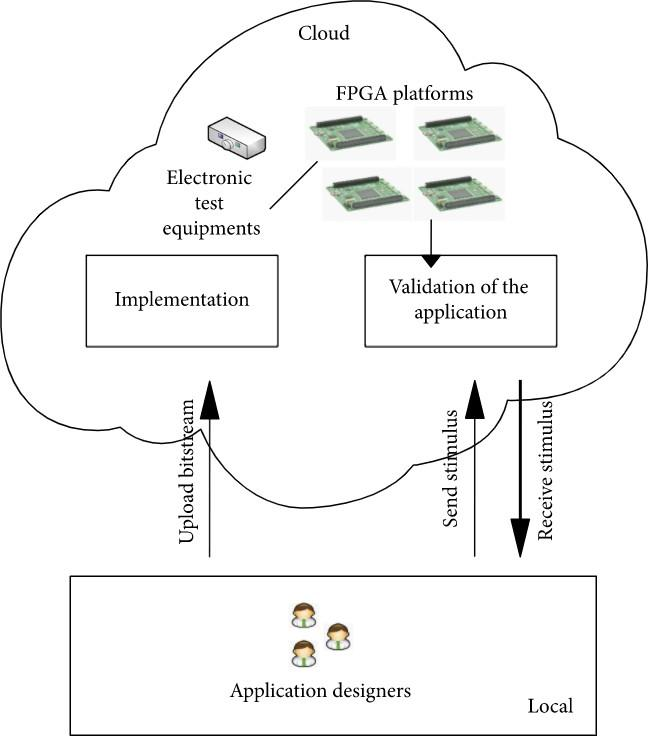 Cloud
FPGA platforms
Electronic
test
equipments
Implementation
Validation of the
application
Upload bitstream
Send stimulus
Receive stimulus
Application designers
Local